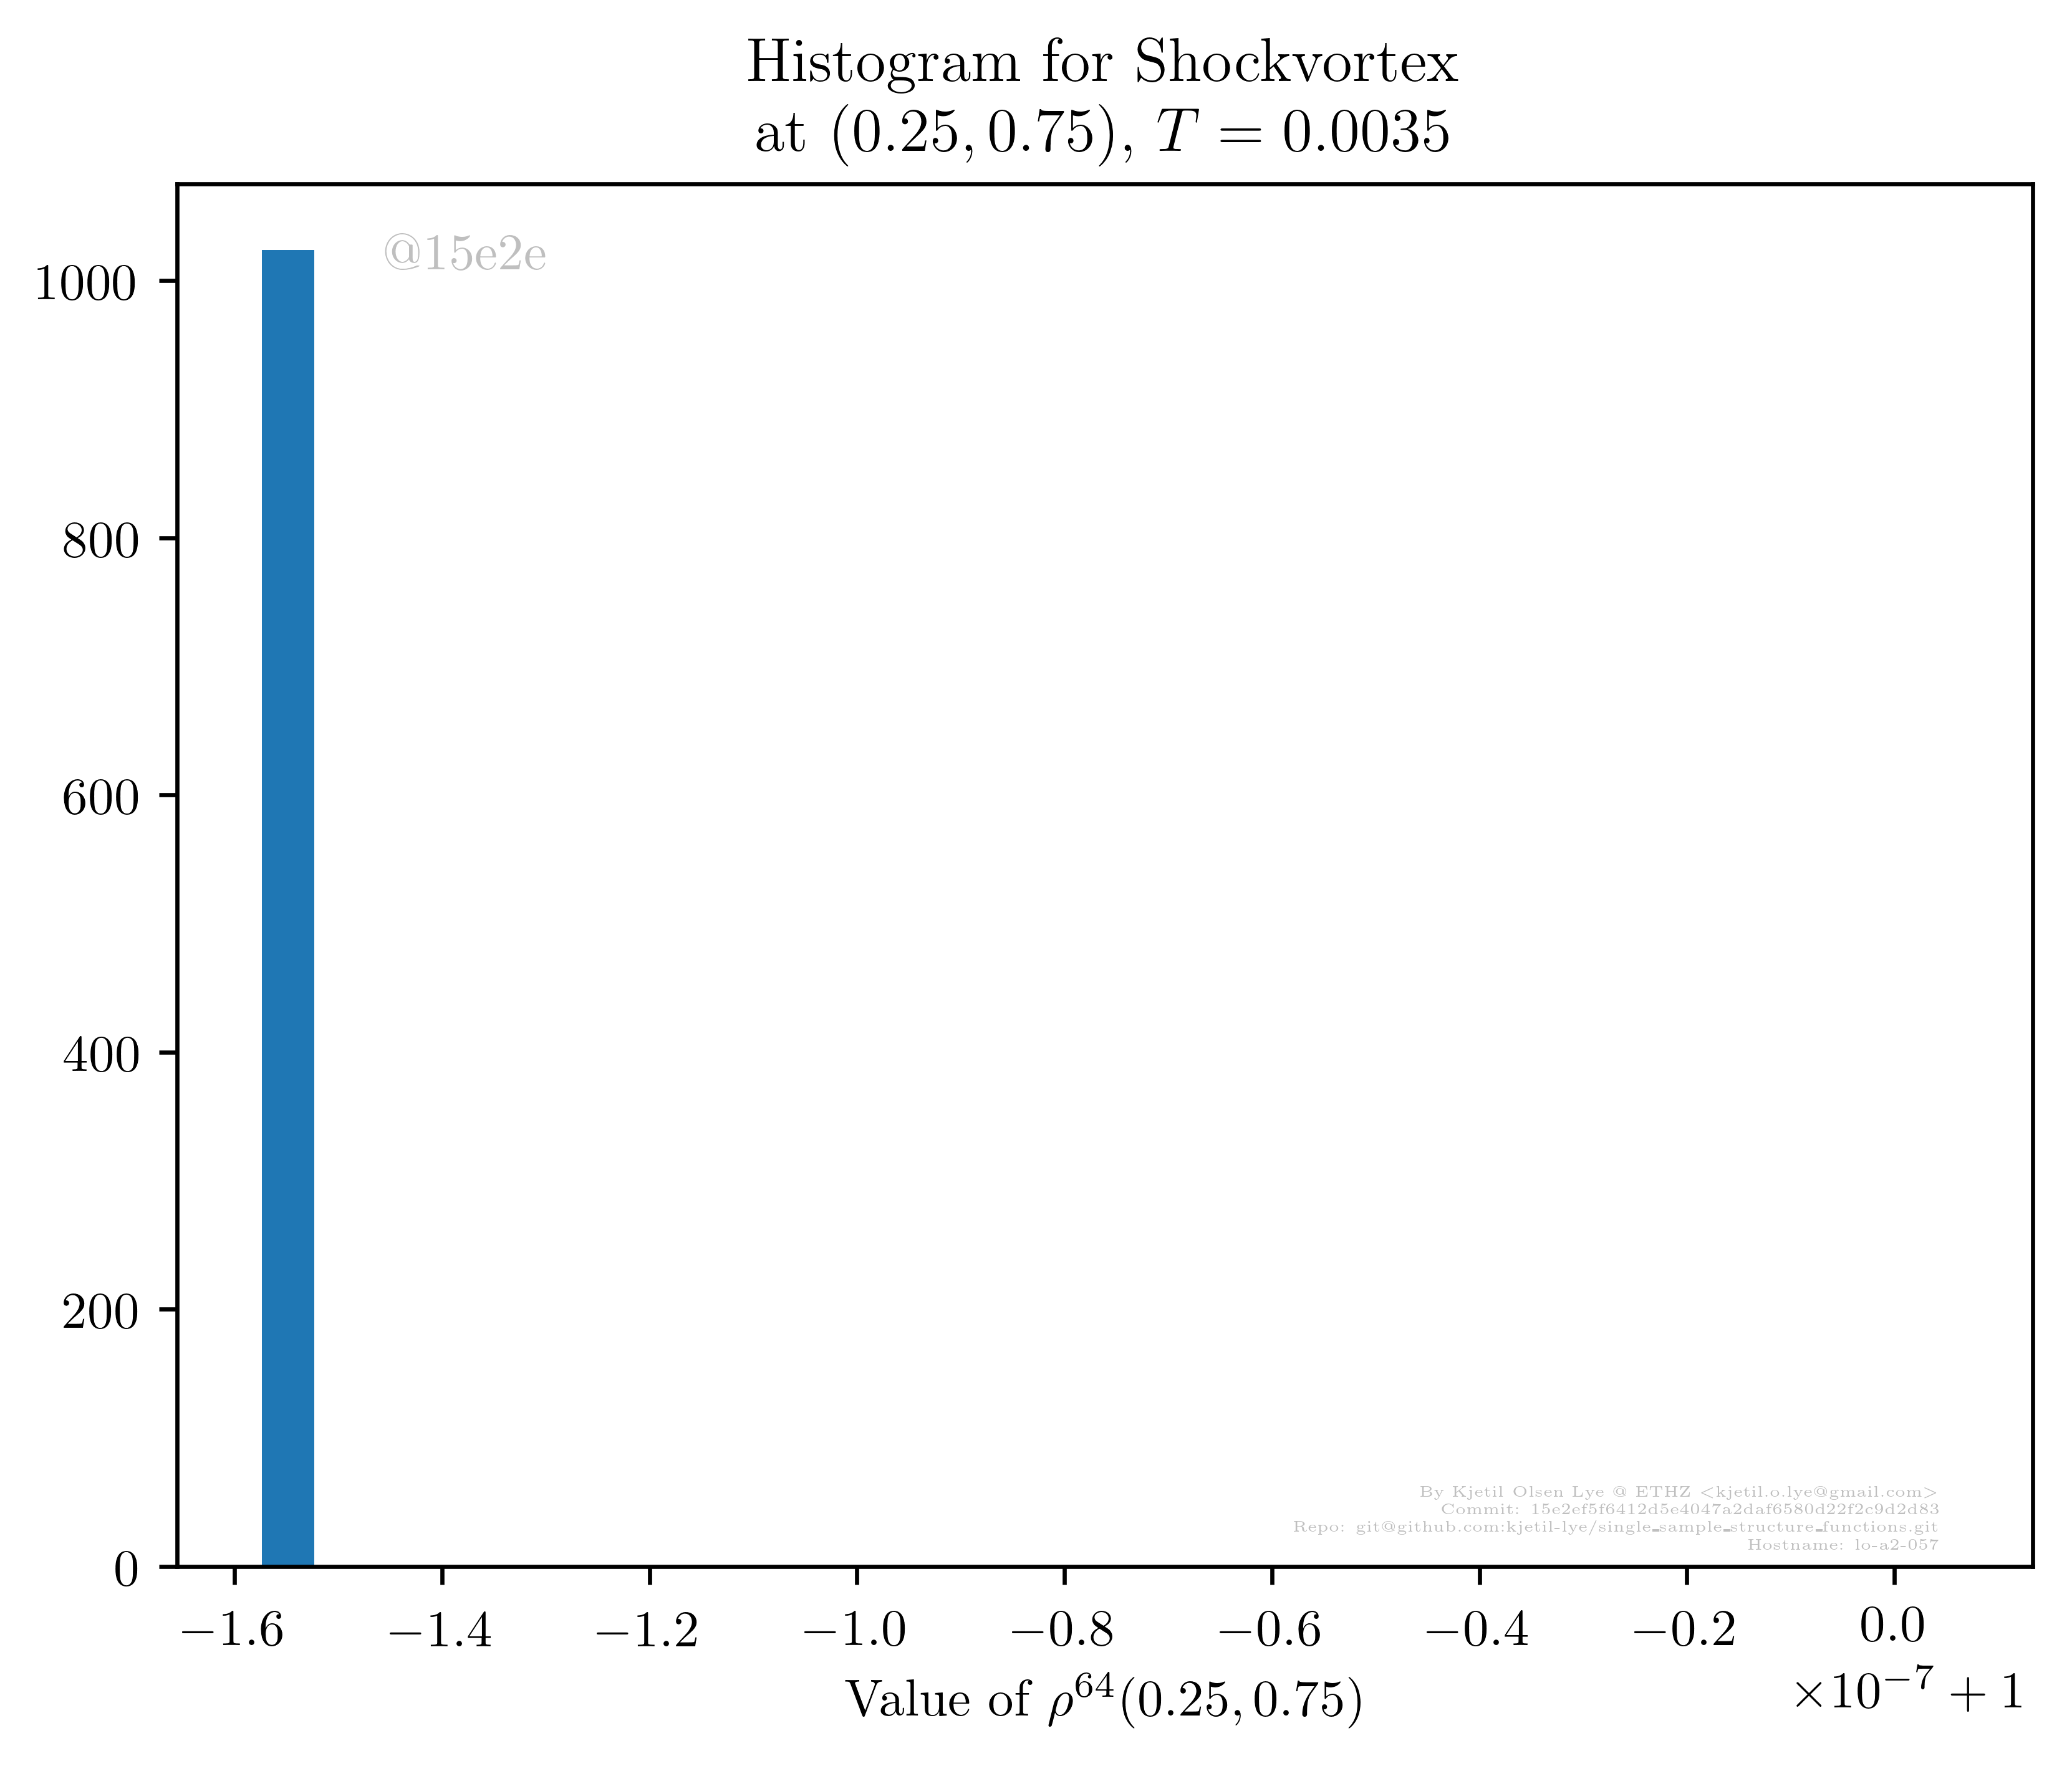 Histogram for Shockvortex
at (0.25, 0.75), T = 0.0035
@15e2e
1000
800
600
400
200
0
By Kjetil Olsen Lye @ ETHZ <kjetil.o.lye@gmail.com>
Commit: 15e2ef5f6412d5e4047a2daf6580d22f2c9d2d83
Repo: git@github.com:kjetil-lye/single_sample_structure_functions.git
Hostname: lo-a2-057
−1.6 −1.4 −1.2 −1.0 −0.8 −0.6 −0.4 −0.2 0.0
×10⁻⁷ + 1
Value of ρ⁶⁴(0.25, 0.75)